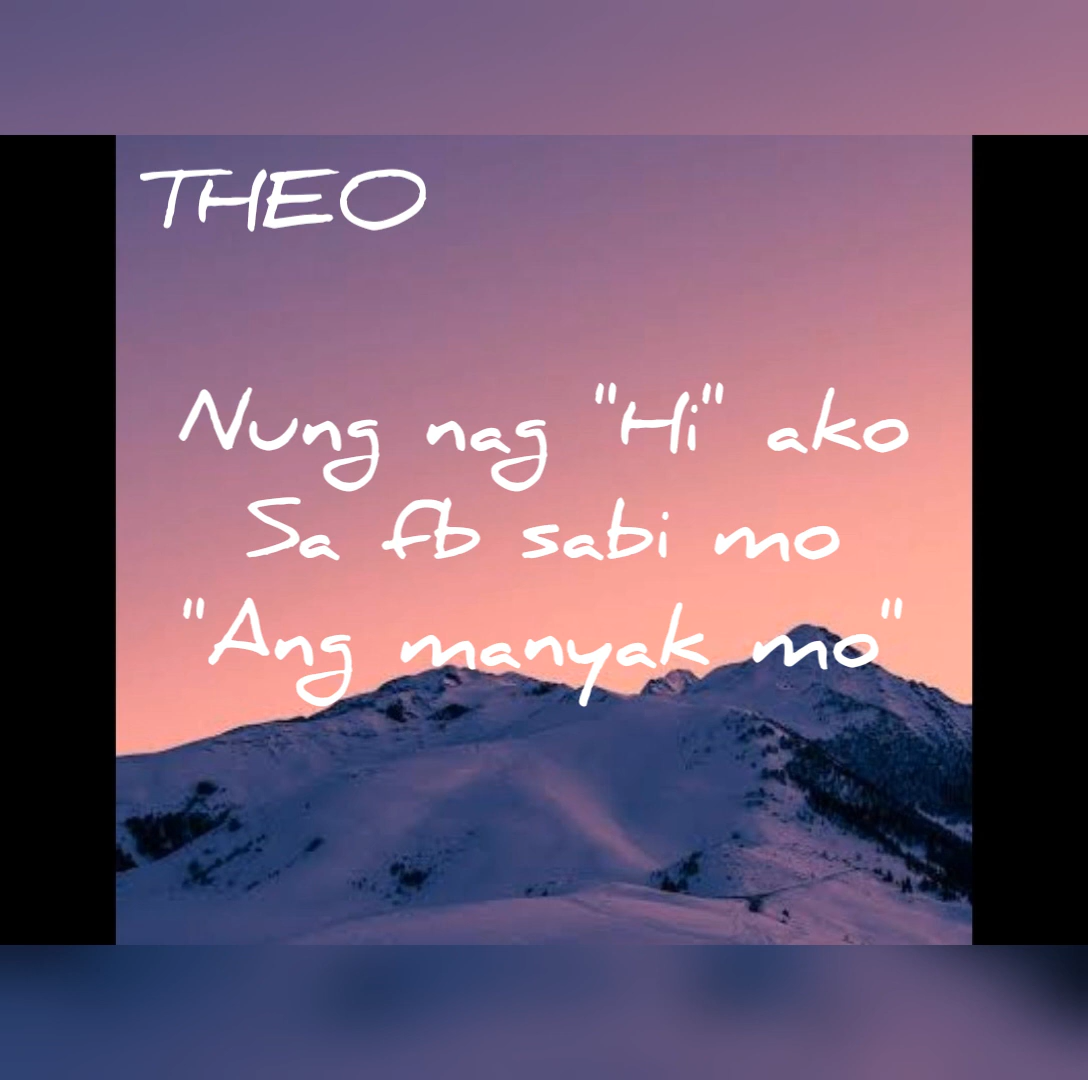 THEO
Nung nag "Hi" ako
Sa fb sabi mo
"Ang manyak mo"